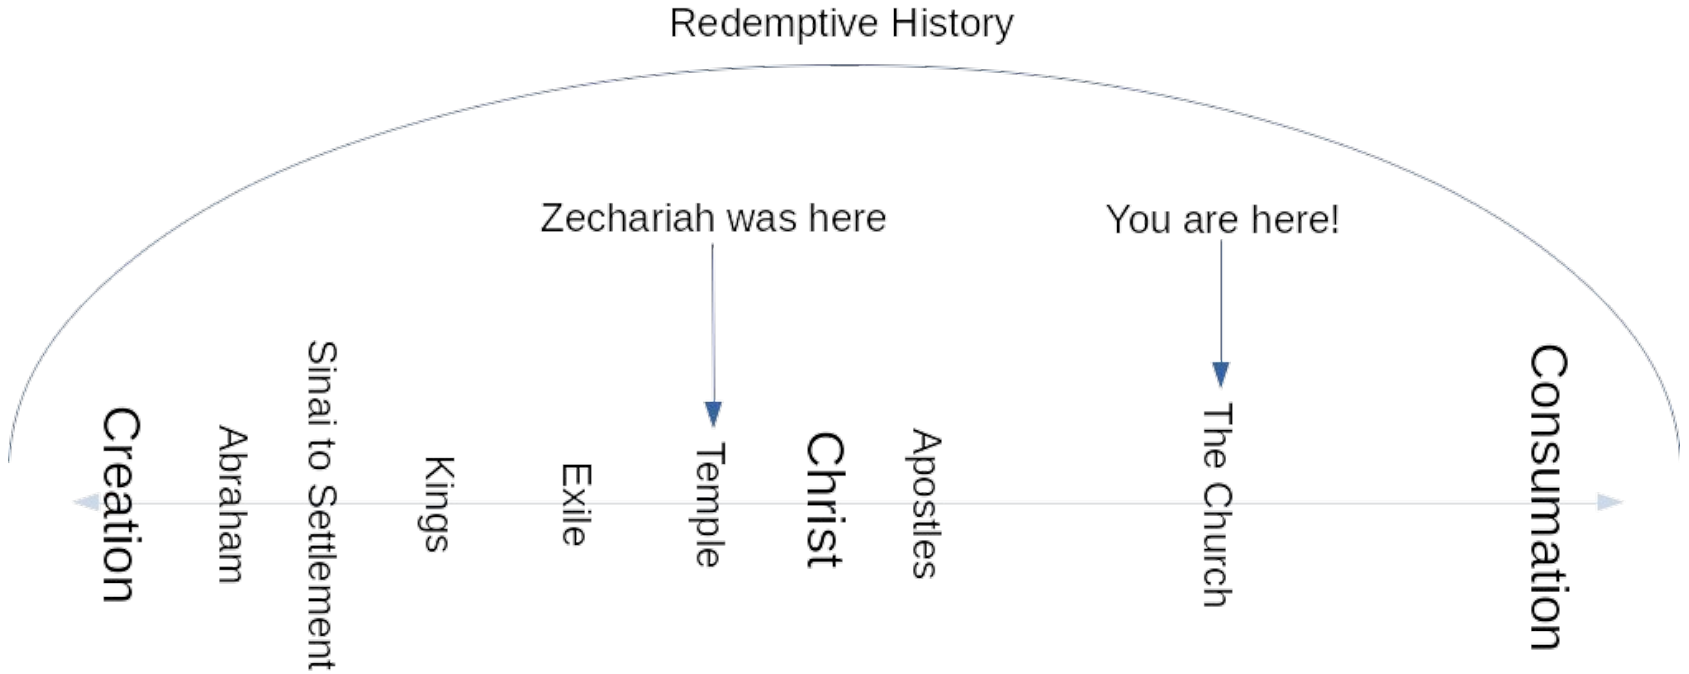 Redemptive History
Zechariah was here
You are here!
Creation
Abraham
Sinai to Settlement
Kings
Exile
Temple
Christ
Apostles
The Church
Consumation